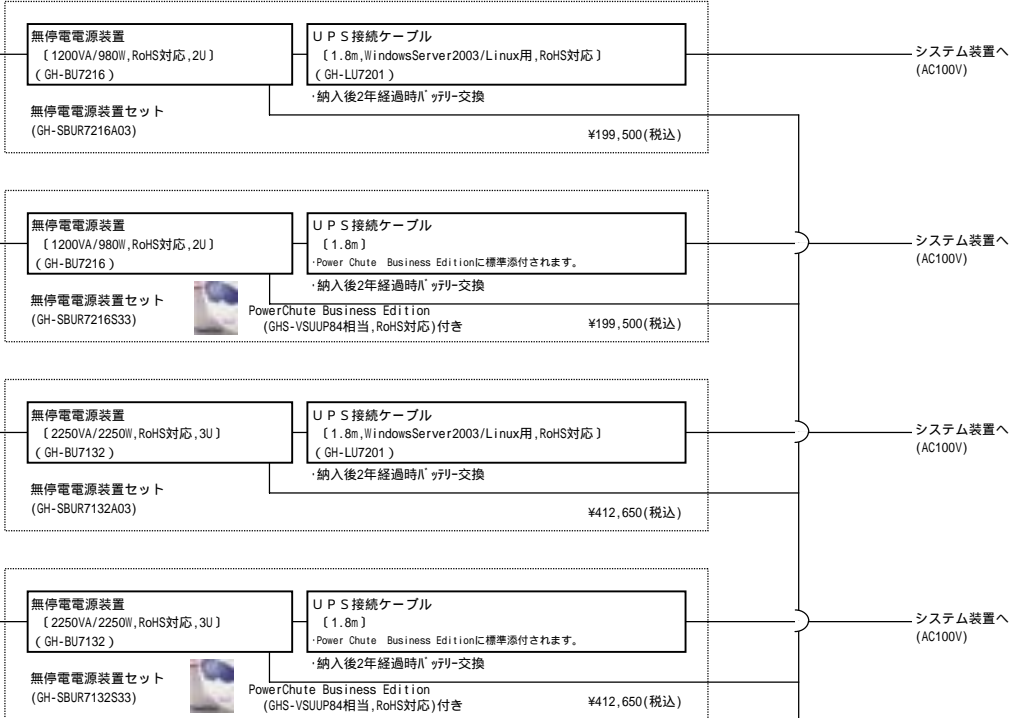 無停電電源装置
〔1200VA/980W,RoHS対応,2U〕
(GH-BU7216)
UPS接続ケーブル
〔1.8m,WindowsServer2003/Linux用,RoHS対応〕
(GH-LU7201)
・納入後2年経過時バッテリー交換
無停電電源装置セット
(GH-SBUR7216A03)
¥199,500(税込)
システム装置へ
(AC100V)
無停電電源装置
〔1200VA/980W,RoHS対応,2U〕
(GH-BU7216)
UPS接続ケーブル
〔1.8m〕
・Power Chute Business Editionに標準添付されます。
・納入後2年経過時バッテリー交換
無停電電源装置セット
(GH-SBUR7216S33)
PowerChute Business Edition
(GHS-VSUUP84相当,RoHS対応)付き
¥199,500(税込)
システム装置へ
(AC100V)
無停電電源装置
〔2250VA/2250W,RoHS対応,3U〕
(GH-BU7132)
UPS接続ケーブル
〔1.8m,WindowsServer2003/Linux用,RoHS対応〕
(GH-LU7201)
・納入後2年経過時バッテリー交換
無停電電源装置セット
(GH-SBUR7132A03)
¥412,650(税込)
システム装置へ
(AC100V)
無停電電源装置
〔2250VA/2250W,RoHS対応,3U〕
(GH-BU7132)
UPS接続ケーブル
〔1.8m〕
・Power Chute Business Editionに標準添付されます。
・納入後2年経過時バッテリー交換
無停電電源装置セット
(GH-SBUR7132S33)
PowerChute Business Edition
(GHS-VSUUP84相当,RoHS対応)付き
¥412,650(税込)
システム装置へ
(AC100V)